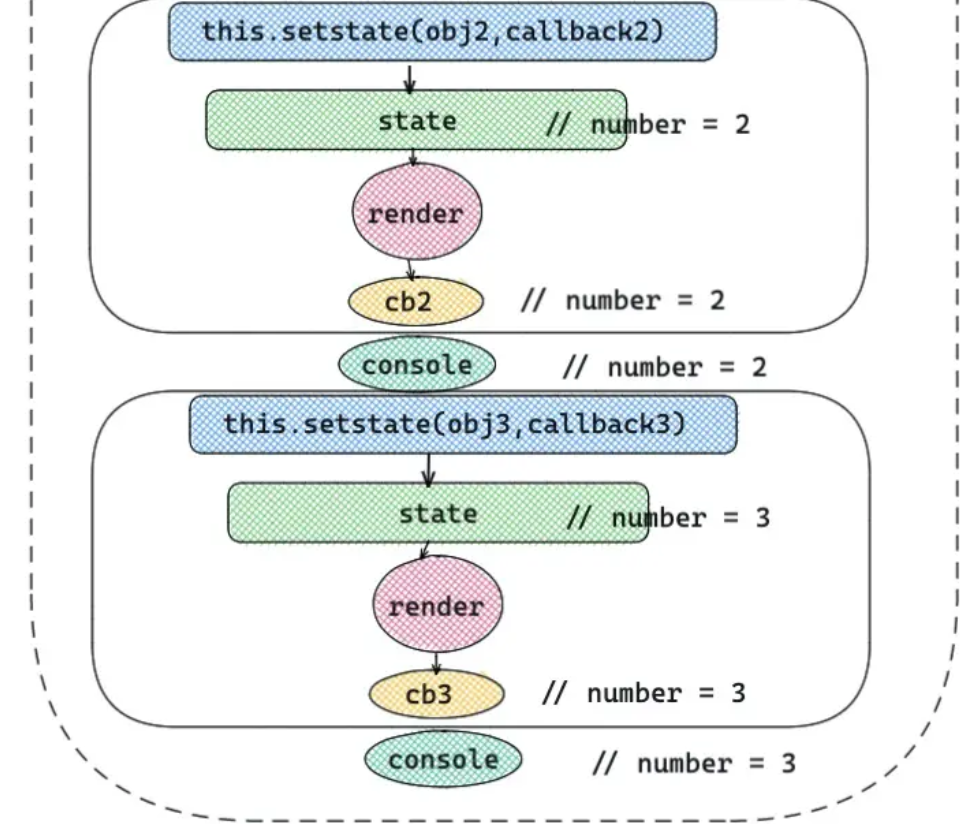 this.setstate(obj2,callback2)
state // number = 2
render
cb2 // number = 2
console // number = 2
this.setstate(obj3,callback3)
state // number = 3
render
cb3 // number = 3
console // number = 3